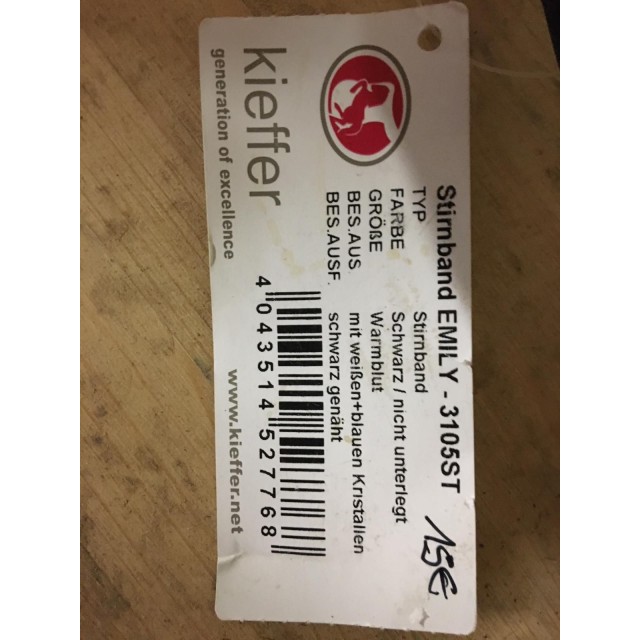 Stirnband EMILY - 3105ST
15€
TYP Stirnband
FARBE Schwarz / nicht unterlegt
GRÖßE Warmblut
BES.AUS mit weißen+blauen Kristallen
BES.AUSF. schwarz genäht
4 043514 527768
kieffer
generation of excellence
www.kieffer.net